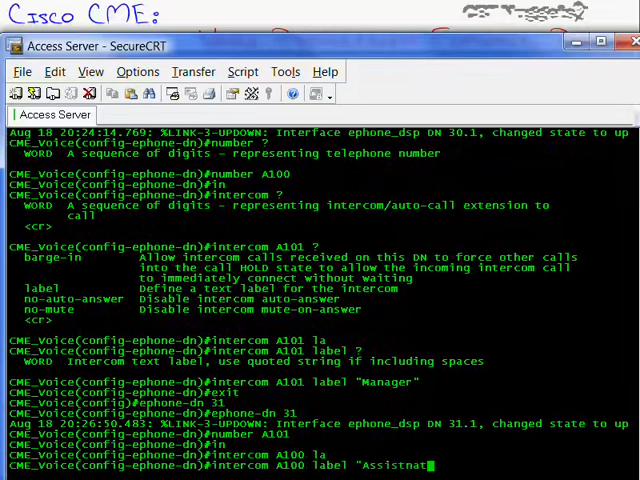 Cisco CME:
Access Server - SecureCRT
File Edit View Options Transfer Script Tools Help
Access Server
Aug 18 20:24:14.769: %LINK-3-UPDOWN: Interface ephone_dsp DN 30.1, changed state to up
CME_Voice(config-ephone-dn)#number ?
WORD A sequence of digits - representing telephone number
CME_Voice(config-ephone-dn)#number A100
CME_Voice(config-ephone-dn)#in
CME_Voice(config-ephone-dn)#intercom ?
WORD A sequence of digits - representing intercom/auto-call extension to
call
<cr>
CME_Voice(config-ephone-dn)#intercom A101 ?
barge-in Allow intercom calls received on this DN to force other calls
into the call HOLD state to allow the incoming intercom call
to immediately connect without waiting
label Define a text label for the intercom
no-auto-answer Disable intercom auto-answer
no-mute Disable intercom mute-on-answer
<cr>
CME_Voice(config-ephone-dn)#intercom A101 la
CME_Voice(config-ephone-dn)#intercom A101 label ?
WORD Intercom text label, use quoted string if including spaces
CME_Voice(config-ephone-dn)#intercom A101 label "Manager"
CME_Voice(config-ephone-dn)#exit
CME_Voice(config)#ephone-dn 31
CME_Voice(config-ephone-dn)#ephone-dn 31
Aug 18 20:26:50.483: %LINK-3-UPDOWN: Interface ephone_dsp DN 31.1, changed state to up
CME_Voice(config-ephone-dn)#number A101
CME_Voice(config-ephone-dn)#in
CME_Voice(config-ephone-dn)#intercom A100 la
CME_Voice(config-ephone-dn)#intercom A100 label "Assistnat